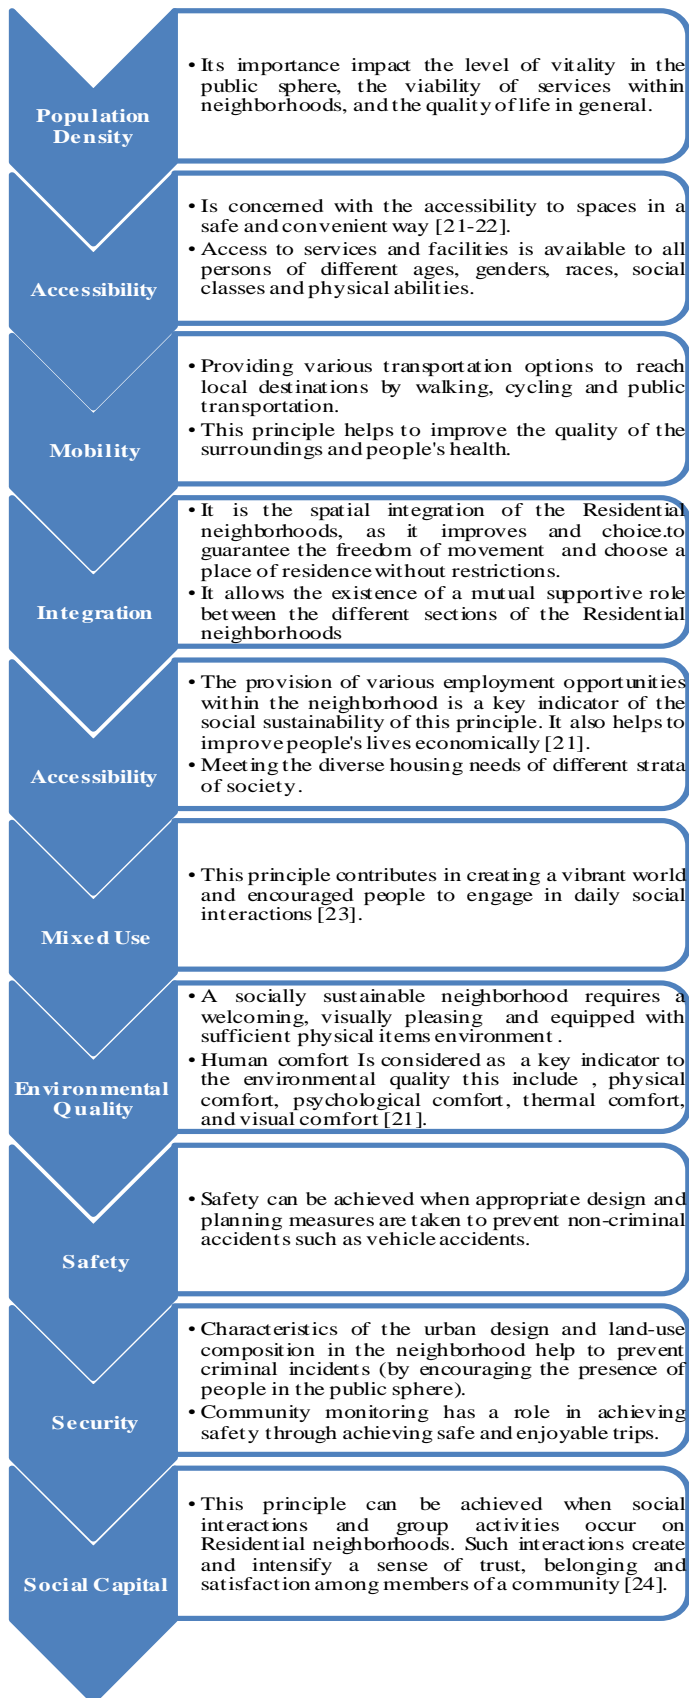 Population
Density
• Its importance impact the level of vitality in the
public sphere, the viability of services within
neighborhoods, and the quality of life in general.
Accessibility
• Is concerned with the accessibility to spaces in a
safe and convenient way [21-22].
• Access to services and facilities is available to all
persons of different ages, genders, races, social
classes and physical abilities.
Mobility
• Providing various transportation options to reach
local destinations by walking, cycling and public
transportation.
• This principle helps to improve the quality of the
surroundings and people's health.
Integration
• It is the spatial integration of the Residential
neighborhoods, as it improves and choice.to
guarantee the freedom of movement and choose a
place of residence without restrictions.
• It allows the existence of a mutual supportive role
between the different sections of the Residential
neighborhoods
Accessibility
• The provision of various employment opportunities
within the neighborhood is a key indicator of the
social sustainability of this principle. It also helps to
improve people's lives economically [21].
• Meeting the diverse housing needs of different strata
of society.
Mixed Use
• This principle contributes in creating a vibrant world
and encouraged people to engage in daily social
interactions [23].
Environmental
Quality
• A socially sustainable neighborhood requires a
welcoming, visually pleasing and equipped with
sufficient physical items environment .
• Human comfort Is considered as a key indicator to
the environmental quality this include , physical
comfort, psychological comfort, thermal comfort,
and visual comfort [21].
Safety
• Safety can be achieved when appropriate design and
planning measures are taken to prevent non-criminal
accidents such as vehicle accidents.
Security
• Characteristics of the urban design and land-use
composition in the neighborhood help to prevent
criminal incidents (by encouraging the presence of
people in the public sphere).
• Community monitoring has a role in achieving
safety through achieving safe and enjoyable trips.
Social Capital
• This principle can be achieved when social
interactions and group activities occur on
Residential neighborhoods. Such interactions create
and intensify a sense of trust, belonging and
satisfaction among members of a community [24].